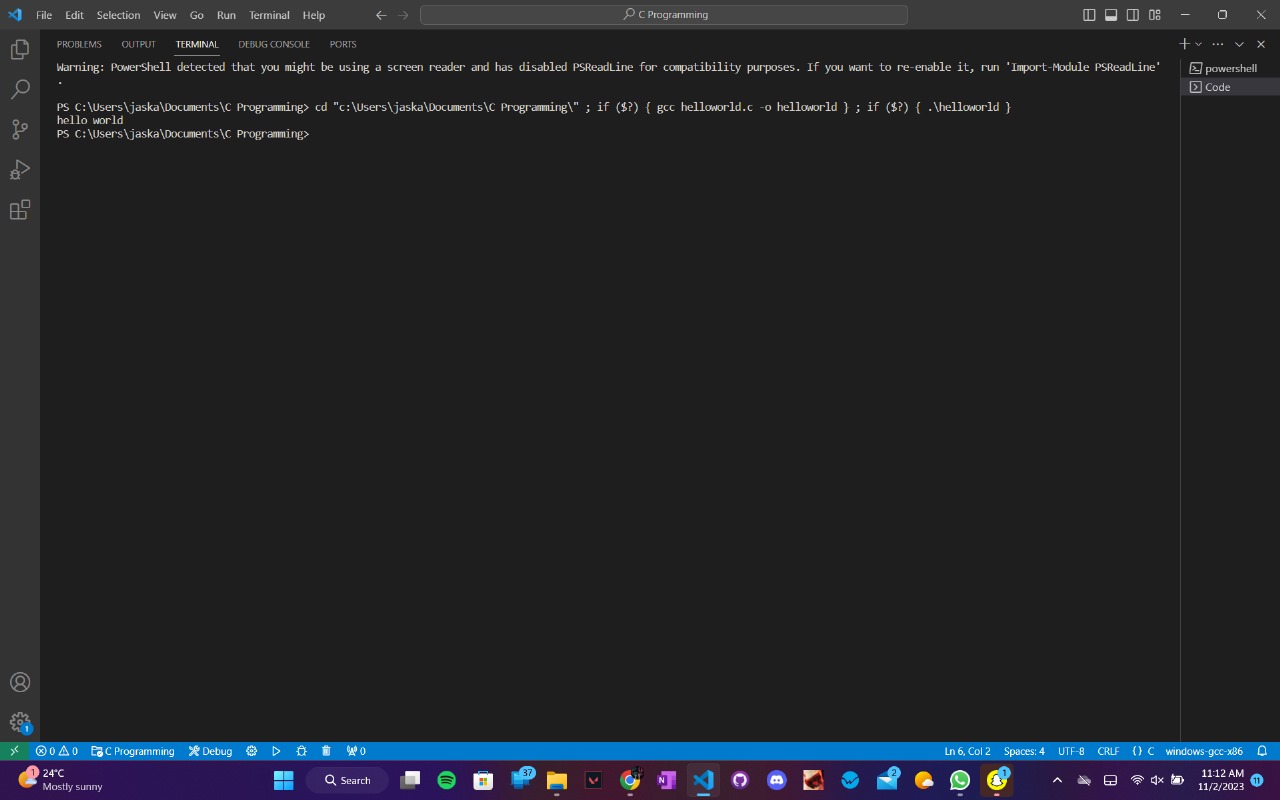 File Edit Selection View Go Run Terminal Help
C Programming
PROBLEMS OUTPUT TERMINAL DEBUG CONSOLE PORTS
Warning: PowerShell detected that you might be using a screen reader and has disabled PSReadLine for compatibility purposes. If you want to re-enable it, run 'Import-Module PSReadLine'
.
powershell
Code
PS C:\Users\jaska\Documents\C Programming> cd "c:\Users\jaska\Documents\C Programming\" ; if ($?) { gcc helloworld.c -o helloworld } ; if ($?) { .\helloworld }
hello world
PS C:\Users\jaska\Documents\C Programming>
1
0 0 C Programming Debug 0 Ln 6, Col 2 Spaces: 4 UTF-8 CRLF {} C windows-gcc-x86
1 24°C
Mostly sunny
Search
37
N
2
1
11:12 AM
11/2/2023
11